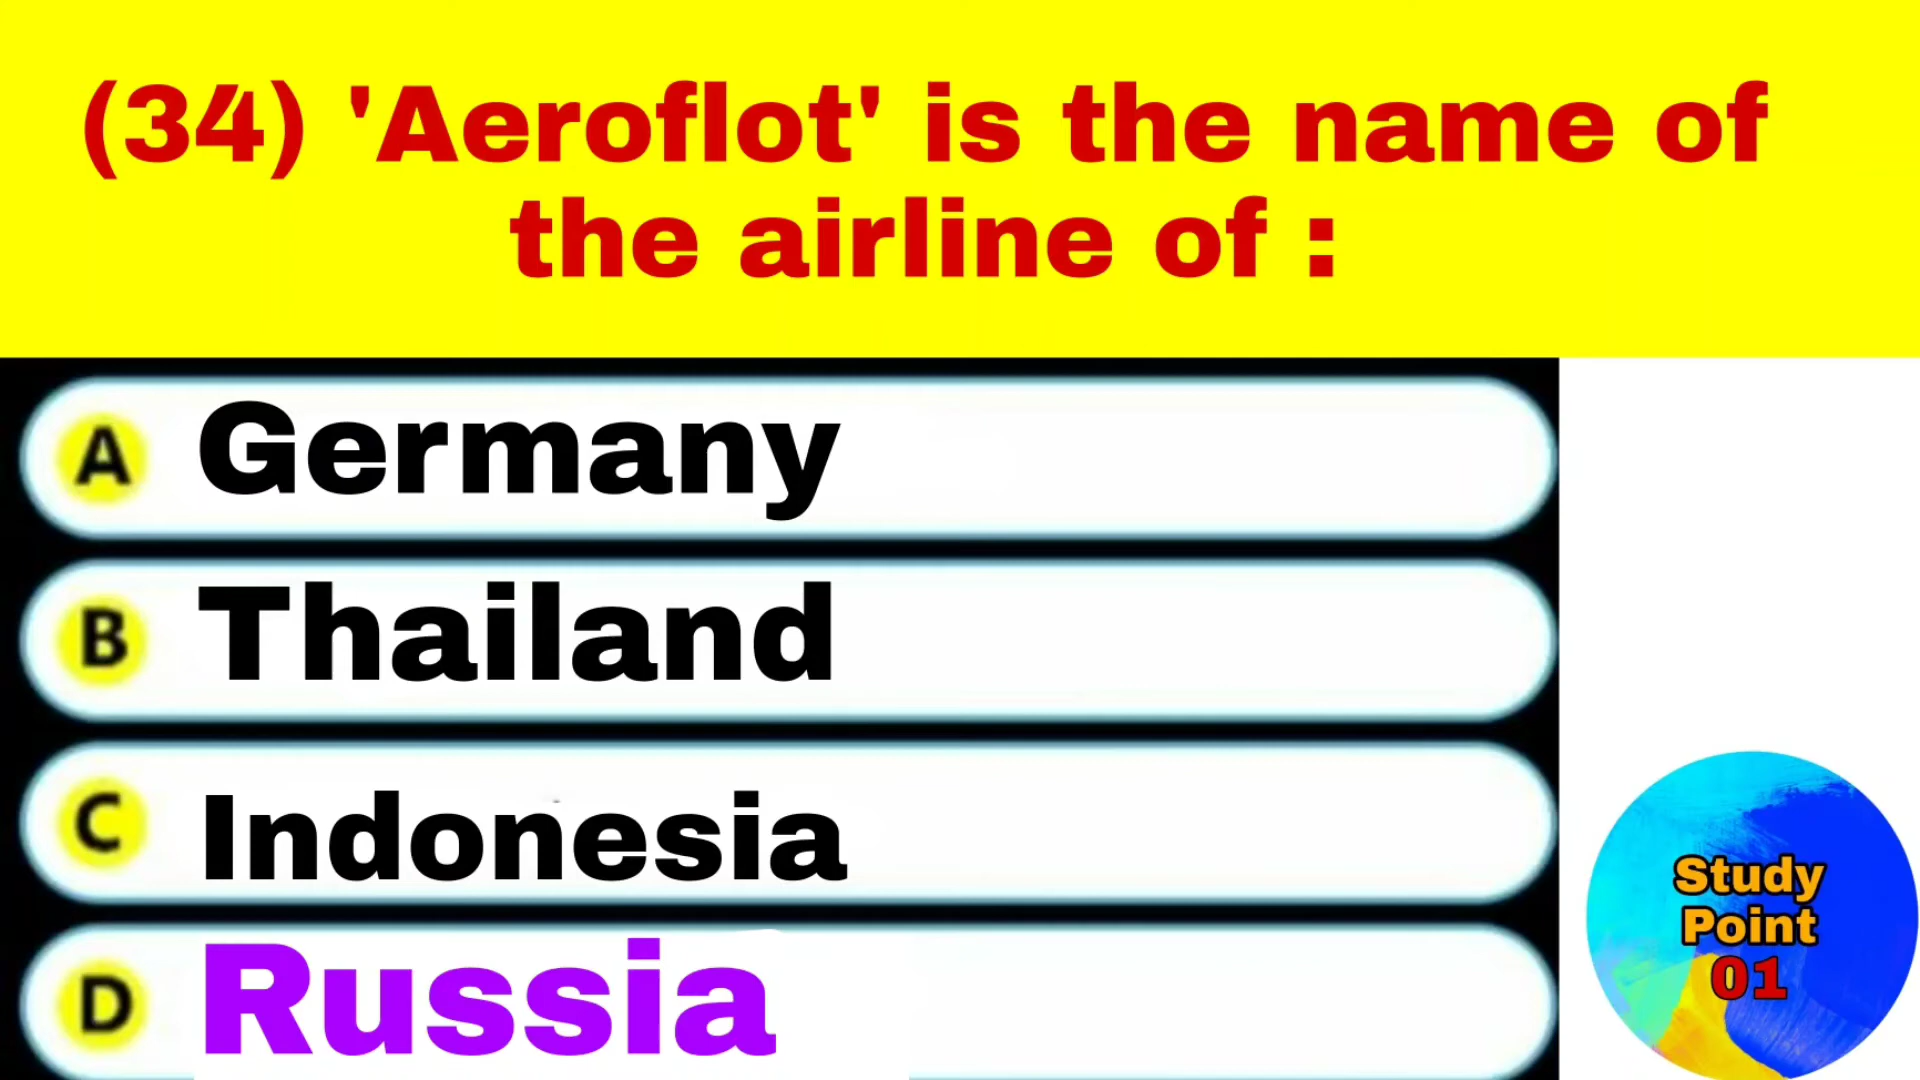 (34) 'Aeroflot' is the name of
the airline of :
A Germany
B Thailand
C Indonesia
D Russia
Study
Point
01